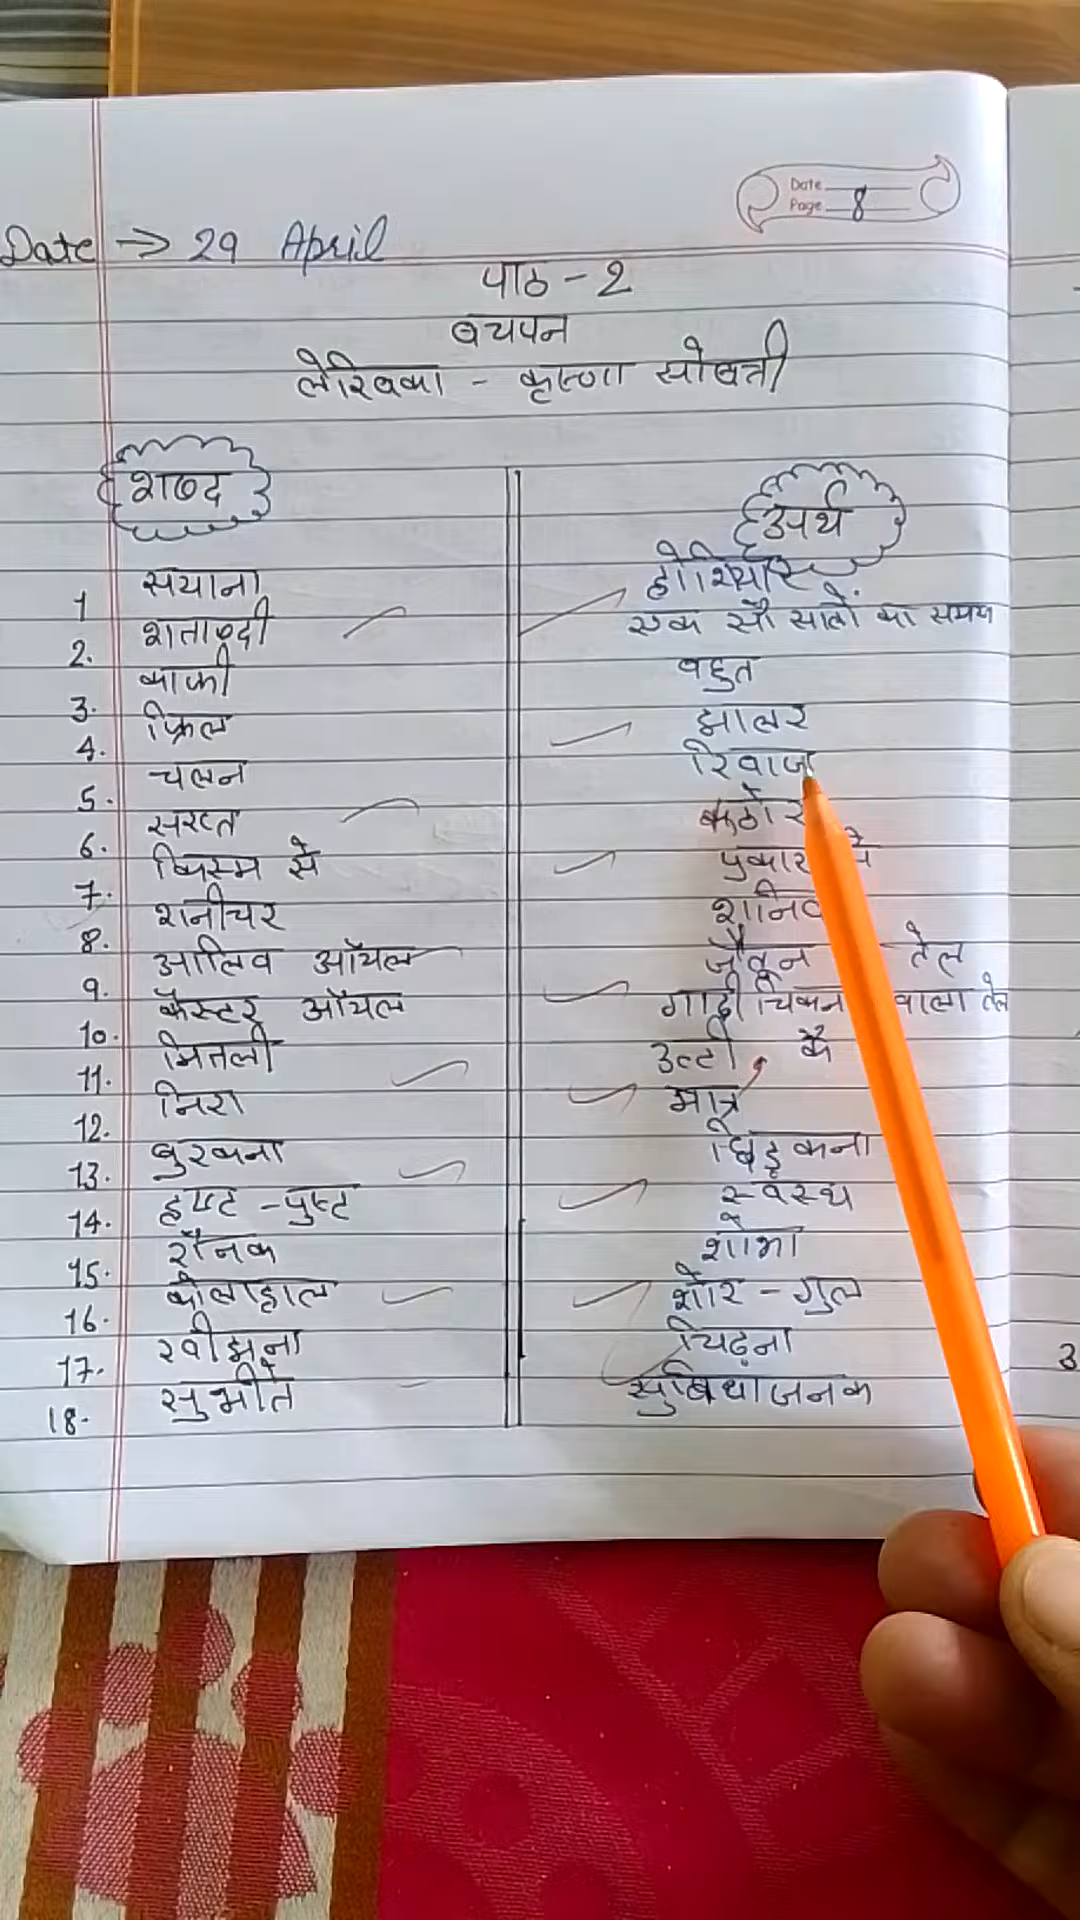 Date
Page 8
Date → 29 April
पाठ - 2
बचपन
लेखिका - कृष्णा सोबती
शब्द
अर्थ
1 सयाना होशियार
2. शताब्दी एक सौ सालों का समय
3. काफी बहुत
4. फ्रिल झालर
5. चलन रिवाज
6. सख्त कठोर
7. किस्म से प्रकार से
8. शनीचर शनिव
9. आलिव ऑयल जैतून तेल
10. कैस्टर ऑयल गाढ़ी चिकन वाला तेल
11. मितली उल्टी, कै
12. निरा मात्र
13. बुरकना छिड़कना
14. हष्ट - पुष्ट स्वस्थ
15. रौनक शोभा
16. कोलाहाल शोर - गुल
17. खीझना चिढ़ना
18. सुभीते सुबिधाजनक
3